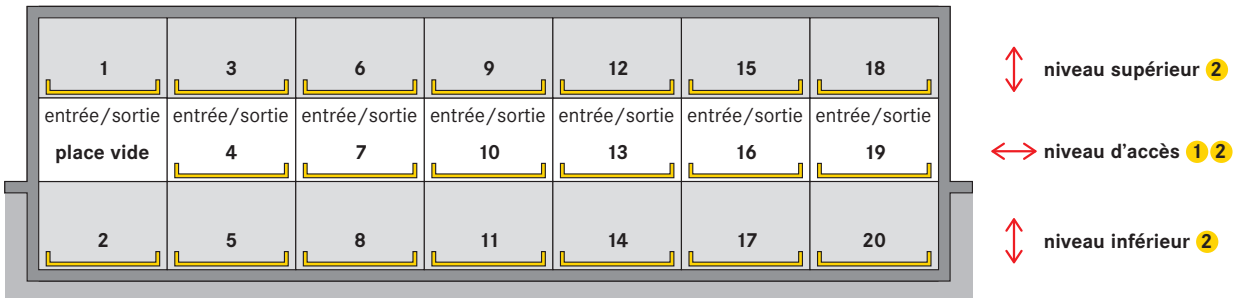 1 3 6 9 12 15 18
niveau supérieur 2
entrée/sortie entrée/sortie entrée/sortie entrée/sortie entrée/sortie entrée/sortie entrée/sortie
place vide 4 7 10 13 16 19
niveau d'accès 1 2
2 5 8 11 14 17 20
niveau inférieur 2